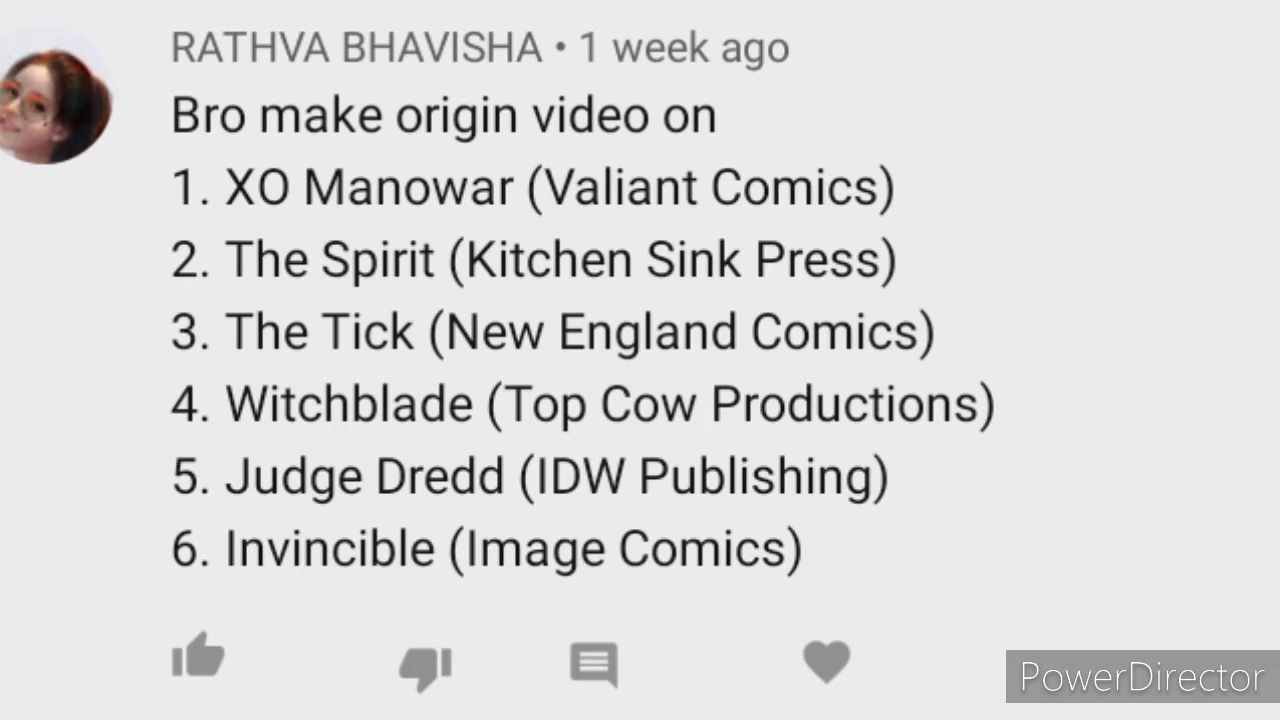 RATHVA BHAVISHA • 1 week ago
Bro make origin video on
1. XO Manowar (Valiant Comics)
2. The Spirit (Kitchen Sink Press)
3. The Tick (New England Comics)
4. Witchblade (Top Cow Productions)
5. Judge Dredd (IDW Publishing)
6. Invincible (Image Comics)
PowerDirector